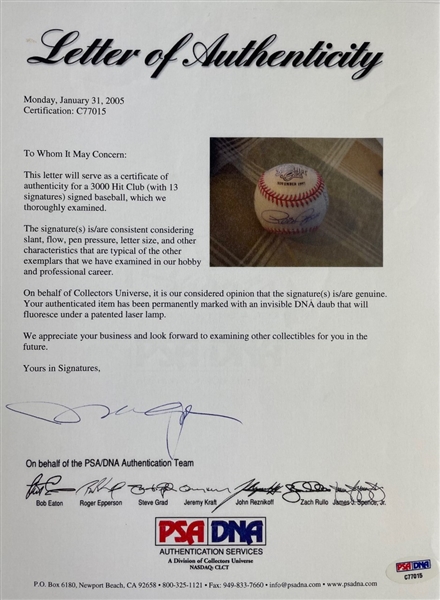 Letter of Authenticity
Monday, January 31, 2005
Certification: C77015
To Whom It May Concern:
This letter will serve as a certificate of
authenticity for a 3000 Hit Club (with 13
signatures) signed baseball, which we
thoroughly examined.
The signature(s) is/are consistent considering
slant, flow, pen pressure, letter size, and other
characteristics that are typical of the other
exemplars that we have examined in our hobby
and professional career.
On behalf of Collectors Universe, it is our considered opinion that the signature(s) is/are genuine.
Your authenticated item has been permanently marked with an invisible DNA daub that will
fluoresce under a patented laser lamp.
We appreciate your business and look forward to examining other collectibles for you in the
future.
Yours in Signatures,
On behalf of the PSA/DNA Authentication Team
Bob Eaton Roger Epperson Steve Grad Jeremy Kraft John Reznikoff Zach Rullo James J. Spence, Jr.
PSA DNA
AUTHENTICATION SERVICES
A Division of Collectors Universe
NASDAQ: CLCT
PSA/DNA
C77015
P.O. Box 6180, Newport Beach, CA 92658 • 800-325-1121 • Fax: 949-833-7660 • info@psadna.com • www.psadna.com